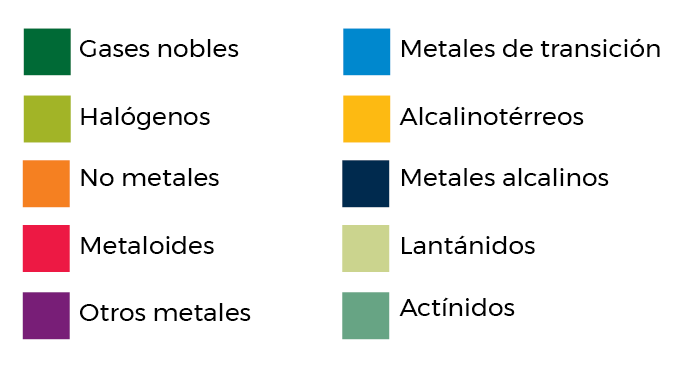 Gases nobles
Halógenos
No metales
Metaloides
Otros metales
Metales de transición
Alcalinotérreos
Metales alcalinos
Lantánidos
Actínidos